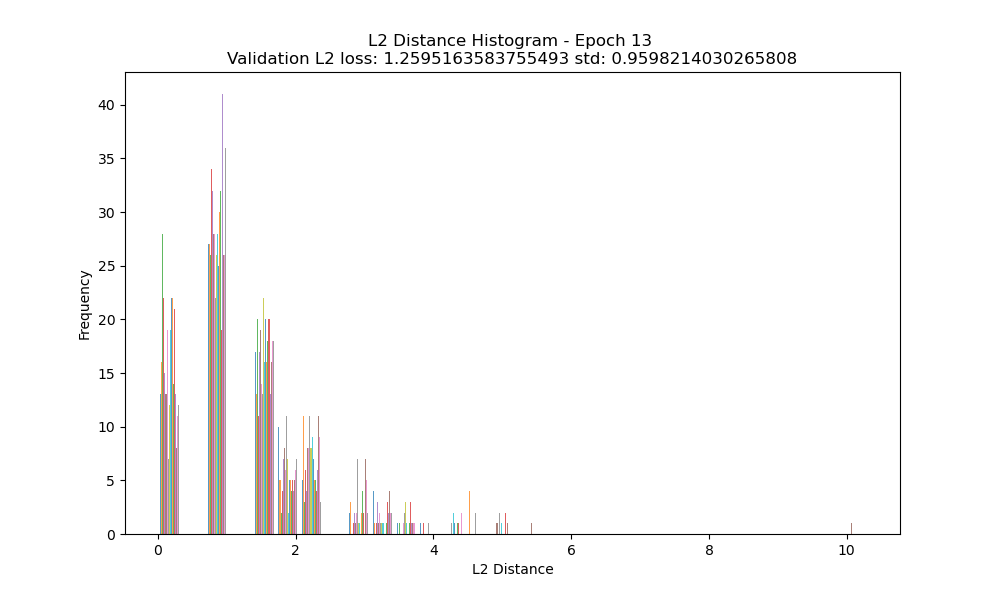 L2 Distance Histogram - Epoch 13
Validation L2 loss: 1.2595163583755493 std: 0.9598214030265808
40
35
30
25
20
15
10
5
0
Frequency
0 2 4 6 8 10
L2 Distance